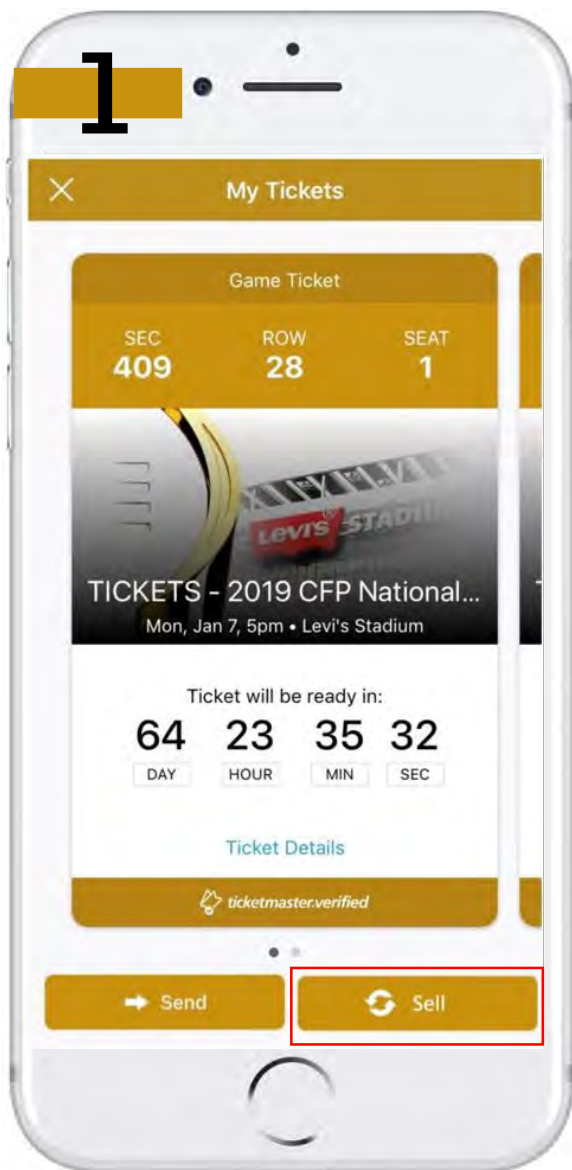 1
My Tickets
Game Ticket
SEC ROW SEAT
409 28 1
LEVI'S STADIUM
TICKETS - 2019 CFP National...
Mon, Jan 7, 5pm • Levi's Stadium
Ticket will be ready in:
64 23 35 32
DAY HOUR MIN SEC
Ticket Details
ticketmaster.verified
Send Sell